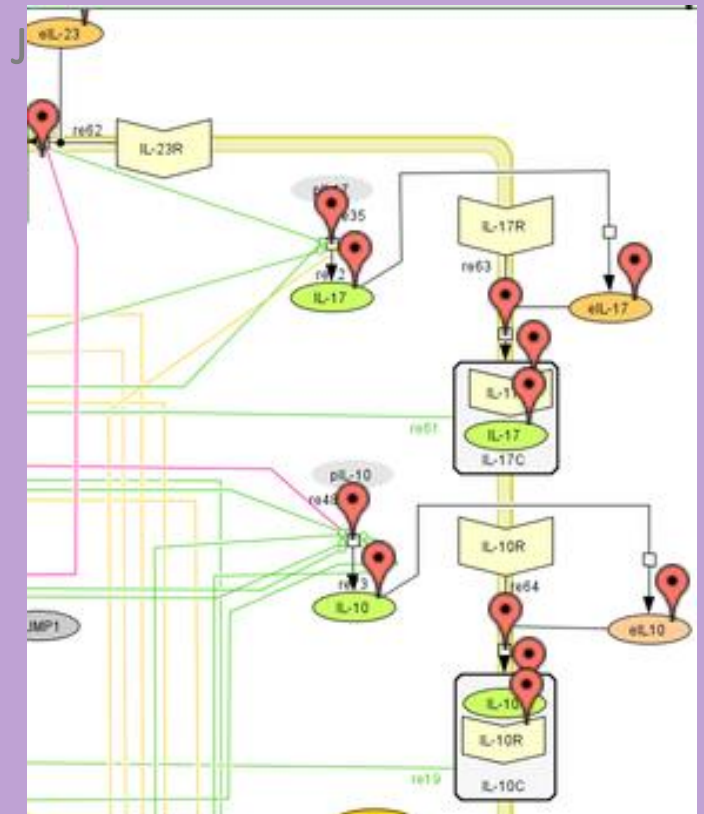 eIL-23
J
re62
IL-23R
re35
IL-17R
re63
IL-17
eIL-17
IL-17
re61
IL-17C
pIL-10
re48
IL-10R
re64
IL-10
eIL10
IL-10R
re19
IL-10C